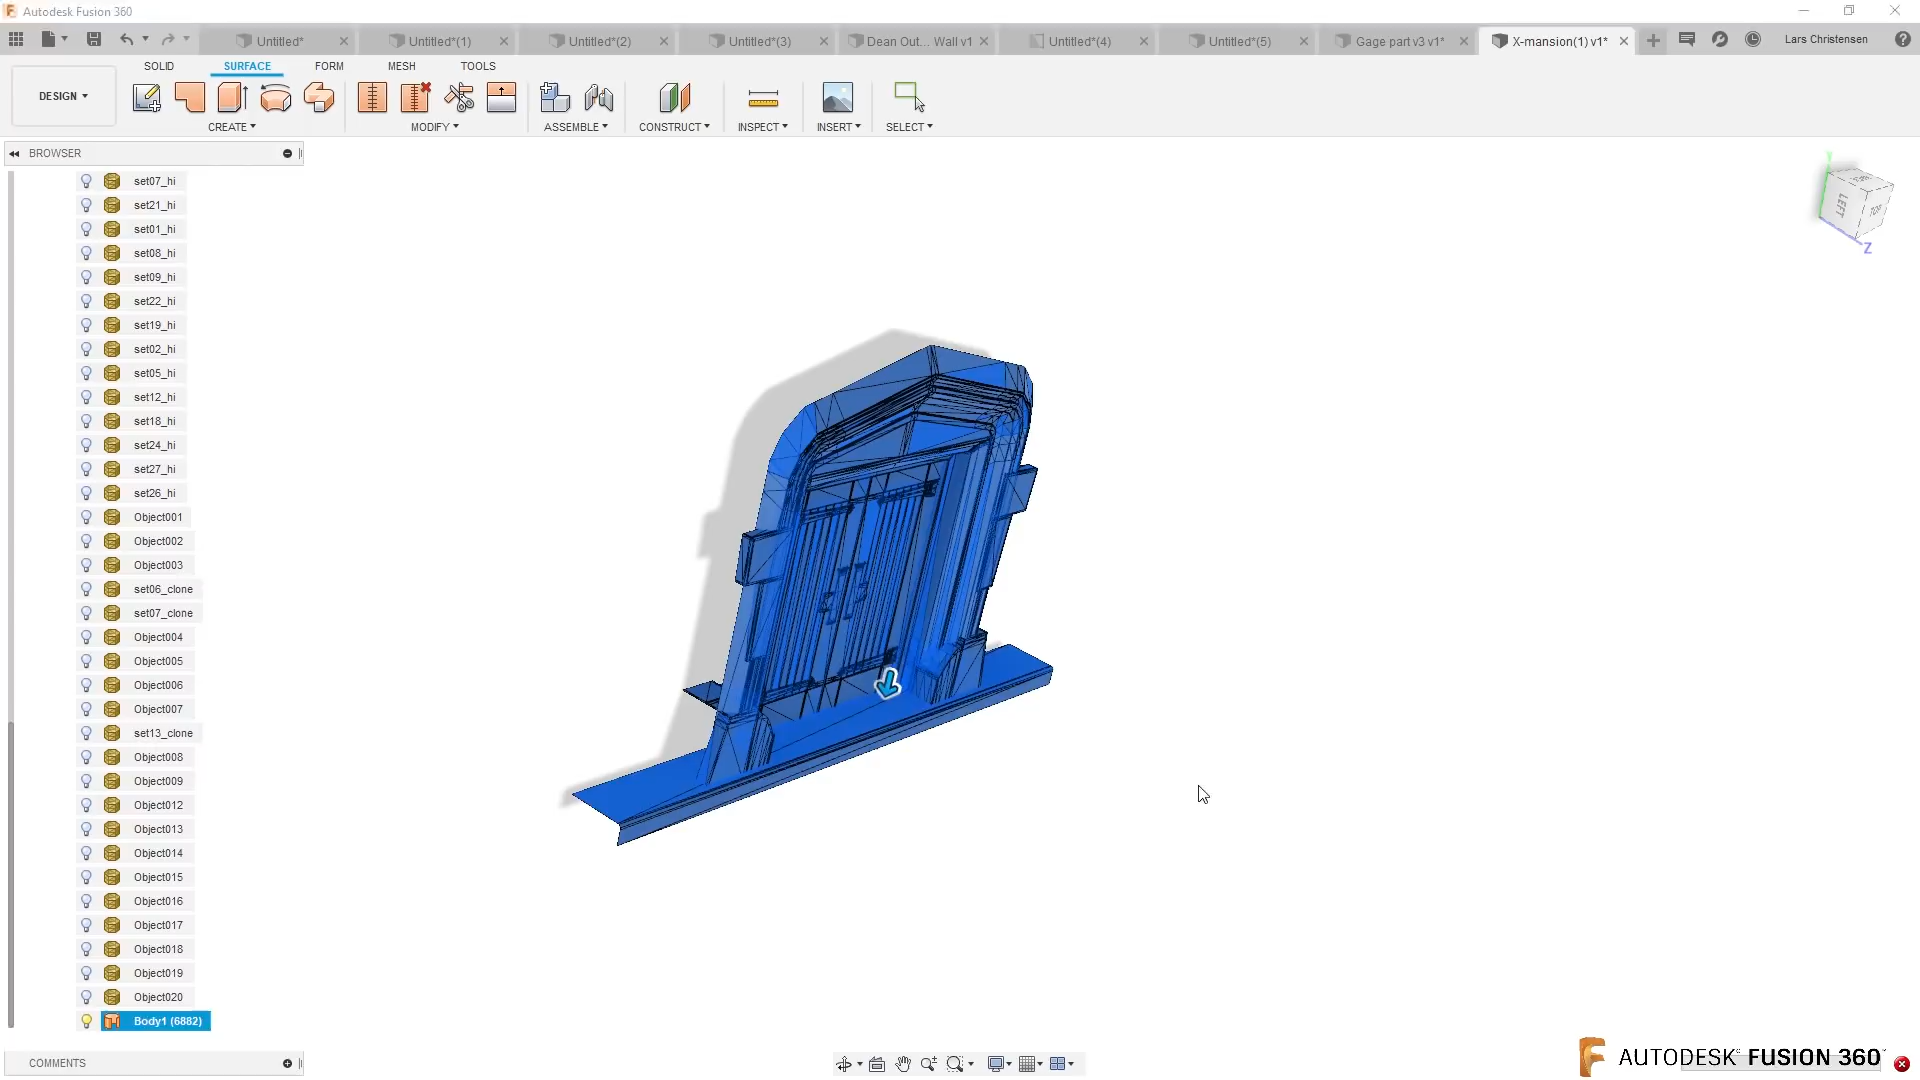 Autodesk Fusion 360
Untitled*
Untitled*(1)
Untitled*(2)
Untitled*(3)
Dean Out... Wall v1
Untitled*(4)
Untitled*(5)
Gage part v3 v1*
X-mansion(1) v1*
Lars Christensen
SOLID SURFACE FORM MESH TOOLS
DESIGN
CREATE MODIFY ASSEMBLE CONSTRUCT INSPECT INSERT SELECT
BROWSER
set07_hi
set21_hi
set01_hi
set08_hi
set09_hi
set22_hi
set19_hi
set02_hi
set05_hi
set12_hi
set18_hi
set24_hi
set27_hi
set26_hi
Object001
Object002
Object003
set06_clone
set07_clone
Object004
Object005
Object006
Object007
set13_clone
Object008
Object009
Object012
Object013
Object014
Object015
Object016
Object017
Object018
Object019
Object020
Body1 (6882)
COMMENTS
LEFT
TOP
Y
Z
AUTODESK FUSION 360